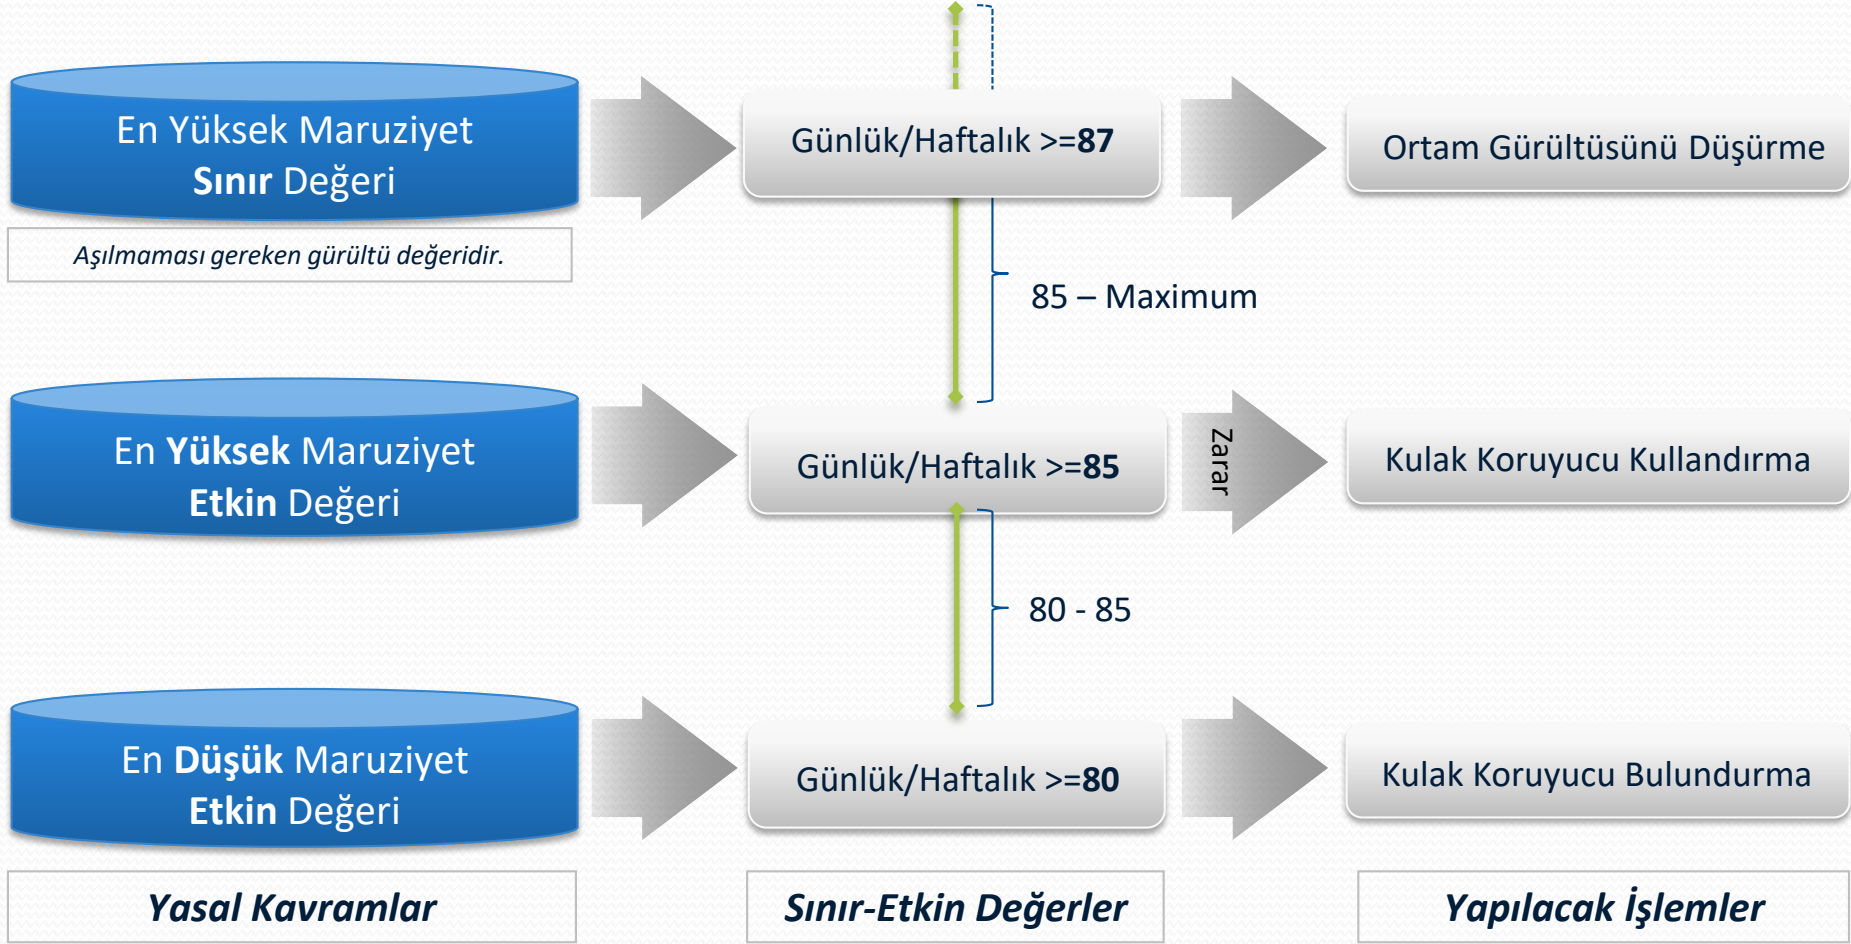 En Yüksek Maruziyet
Sınır Değeri
Günlük/Haftalık >=87
Ortam Gürültüsünü Düşürme
Aşılmaması gereken gürültü değeridir.
85 – Maximum
En Yüksek Maruziyet
Etkin Değeri
Günlük/Haftalık >=85
Zarar
Kulak Koruyucu Kullandırma
80 - 85
En Düşük Maruziyet
Etkin Değeri
Günlük/Haftalık >=80
Kulak Koruyucu Bulundurma
Yasal Kavramlar
Sınır-Etkin Değerler
Yapılacak İşlemler